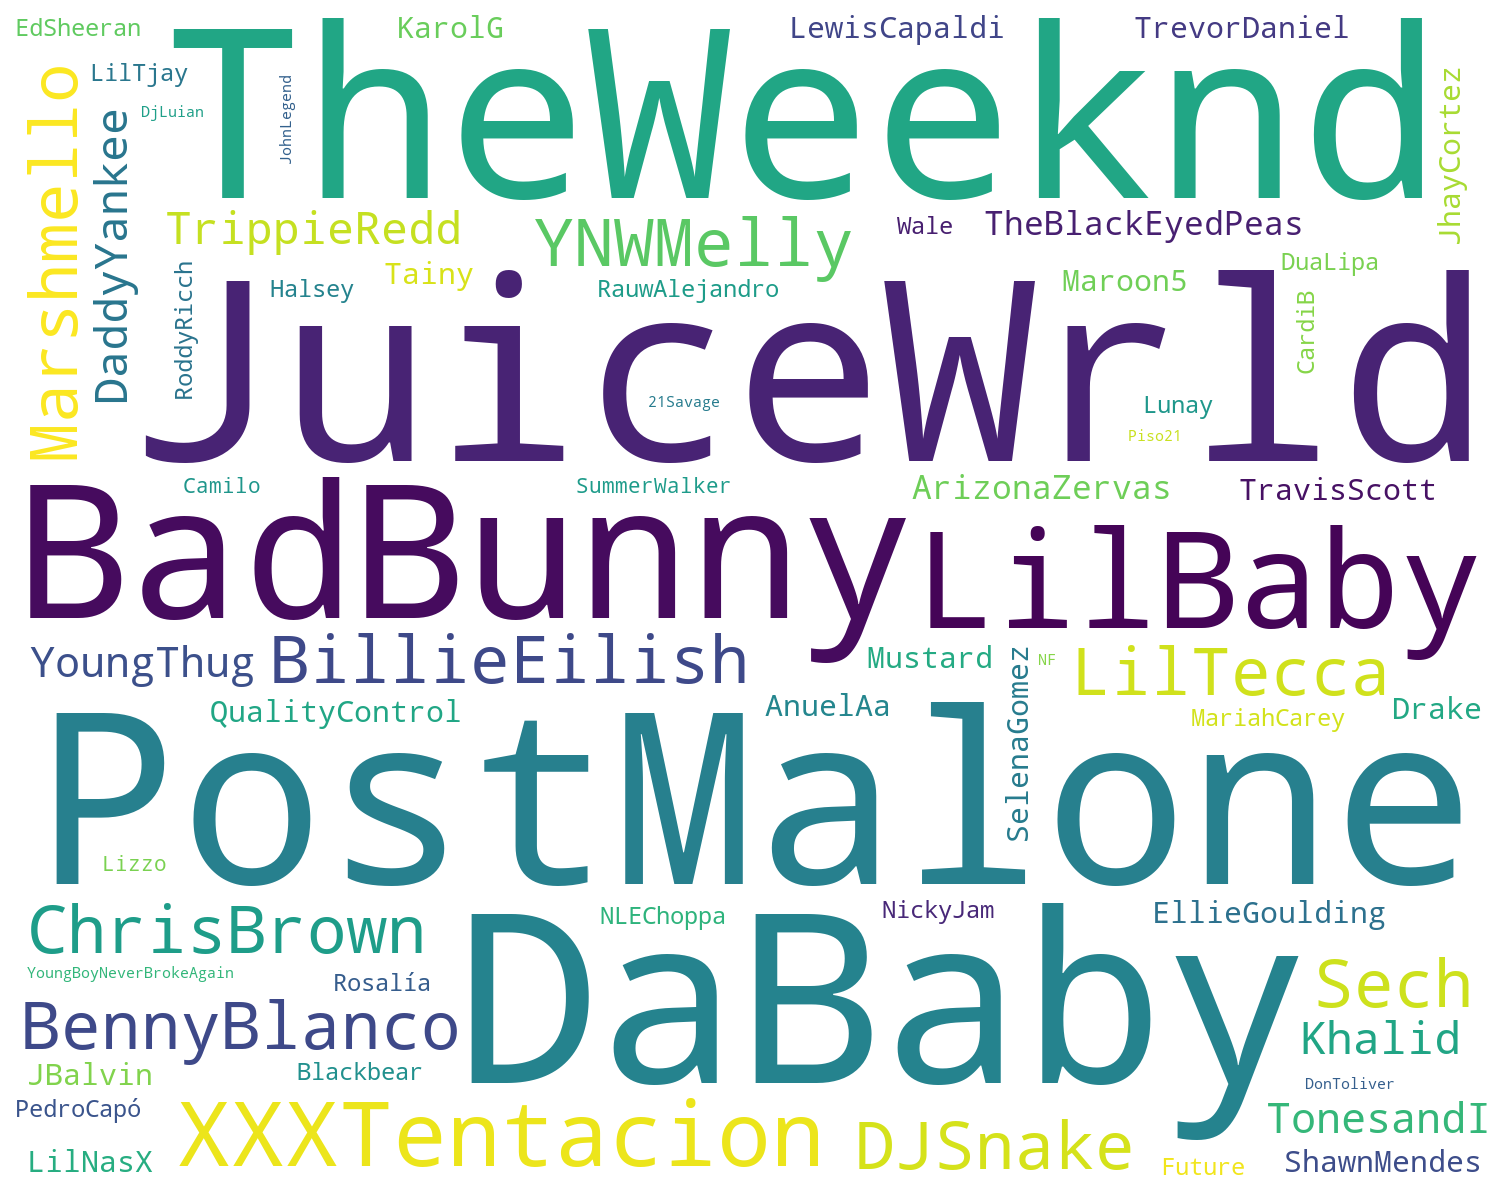 EdSheeran
KarolG
LewisCapaldi
TrevorDaniel
TheWeeknd
LilTjay
DjLuian
JohnLegend
Marshmello
DaddyYankee
JhayCortez
TrippieRedd
YNWMelly
Wale
TheBlackEyedPeas
RoddyRicch
Halsey
Tainy
RauwAlejandro
Maroon5
DuaLipa
CardiB
JuiceWrld
21Savage
Lunay
Piso21
Camilo
SummerWalker
ArizonaZervas
TravisScott
BadBunny
LilBaby
YoungThug
BillieEilish
Mustard
SelenaGomez
NF
LilTecca
QualityControl
AnuelAa
MariahCarey
Drake
PostMalone
Lizzo
ChrisBrown
NLEChoppa
NickyJam
EllieGoulding
DaBaby
YoungBoyNeverBrokeAgain
Rosalía
Sech
BennyBlanco
Khalid
JBalvin
Blackbear
DonToliver
PedroCapó
XXXTentacion
DJSnake
TonesandI
LilNasX
Future
ShawnMendes